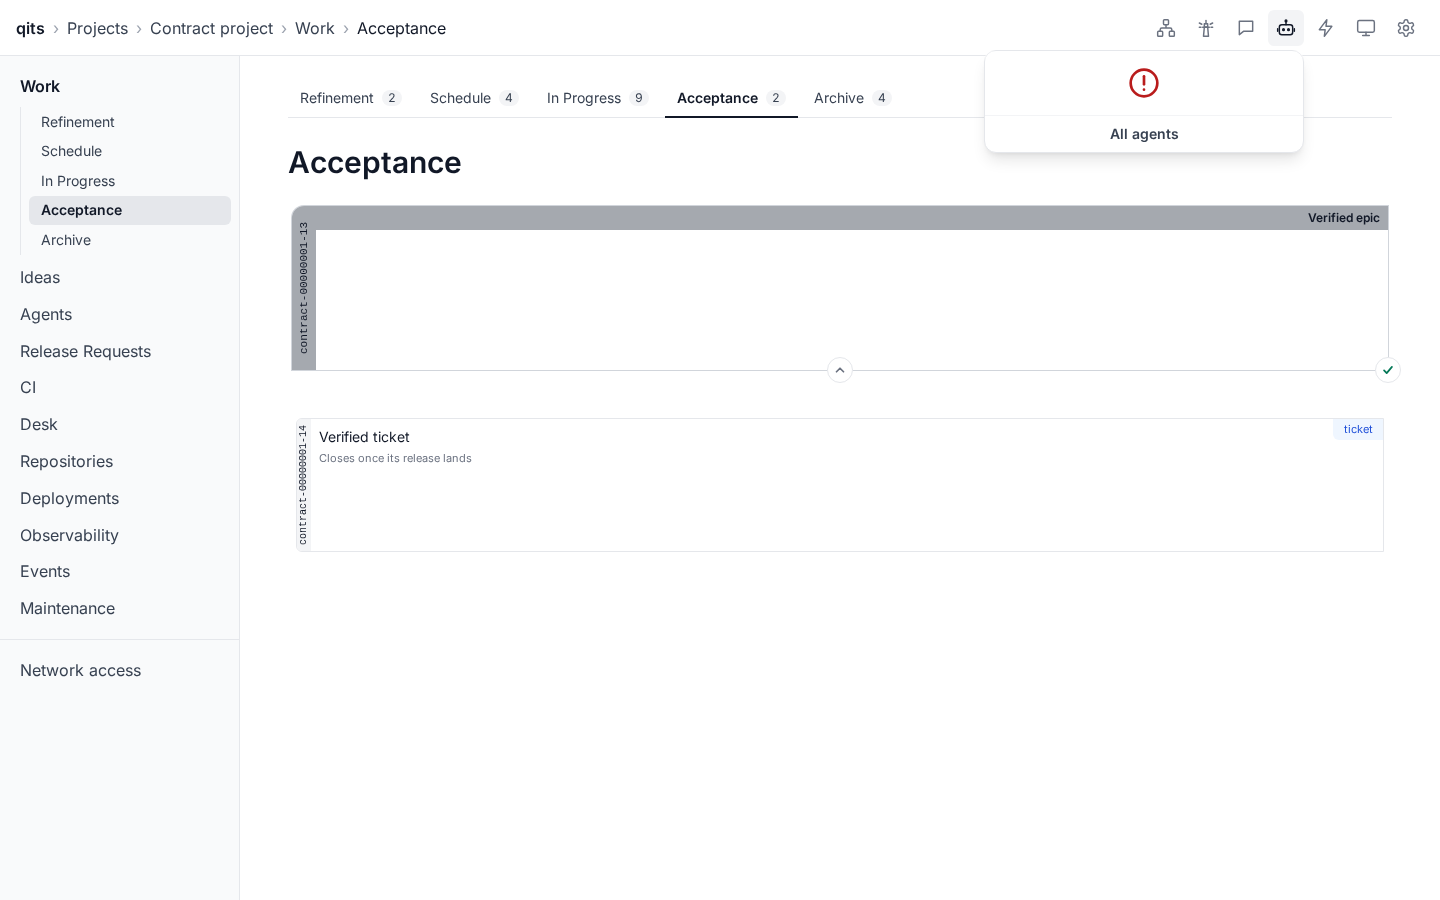 qits › Projects › Contract project › Work › Acceptance
Work
Refinement
Schedule
In Progress
Acceptance
Archive
Ideas
Agents
Release Requests
CI
Desk
Repositories
Deployments
Observability
Events
Maintenance
Network access
Refinement 2
Schedule 4
In Progress 9
Acceptance 2
Archive 4
All agents
Acceptance
Verified epic
contract-00000001-13
contract-00000001-14
Verified ticket
ticket
Closes once its release lands